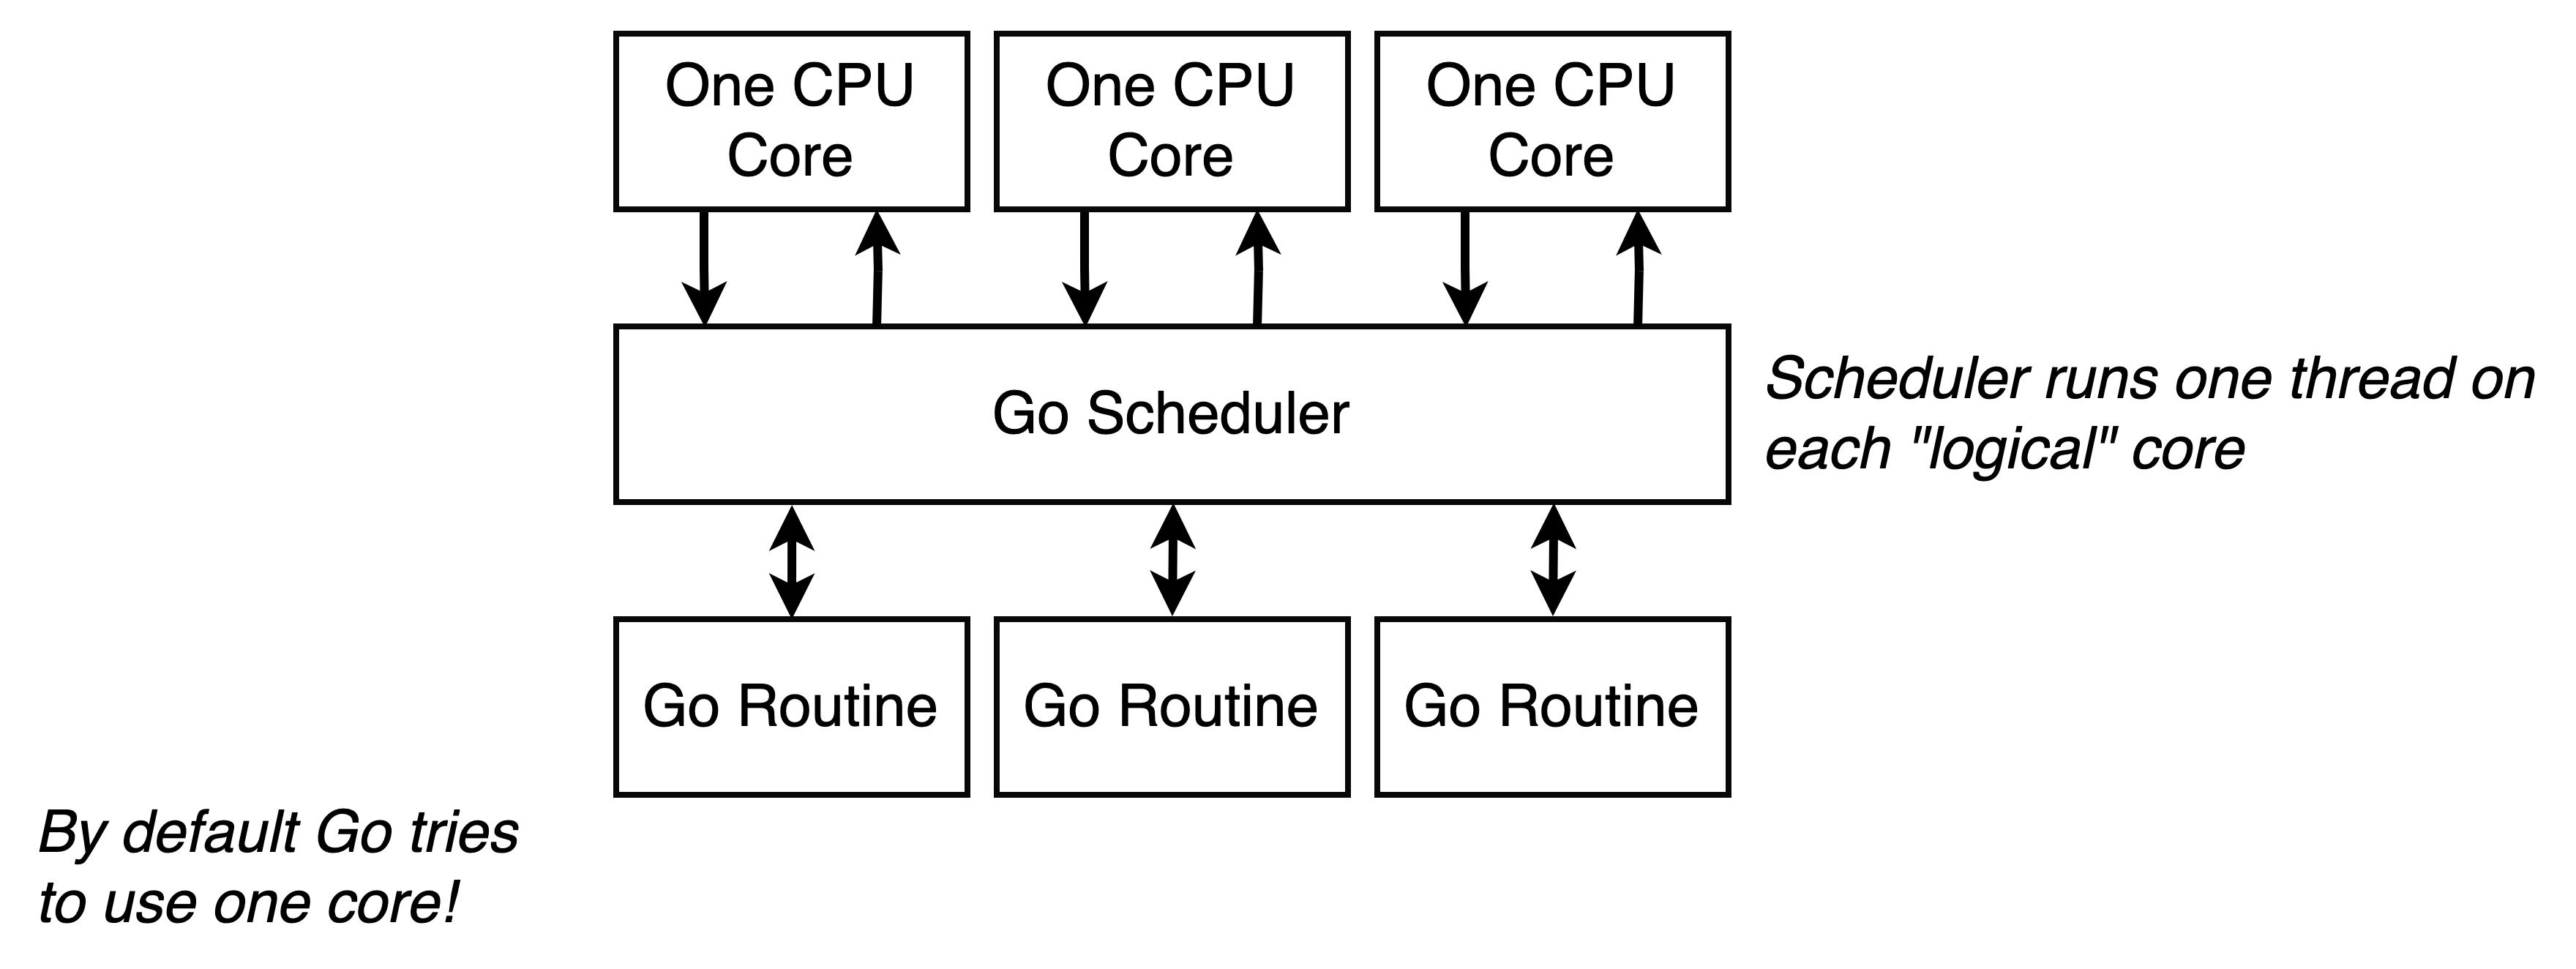 One CPU
Core
One CPU
Core
One CPU
Core
Go Scheduler
Scheduler runs one thread on
each "logical" core
Go Routine
Go Routine
Go Routine
By default Go tries
to use one core!